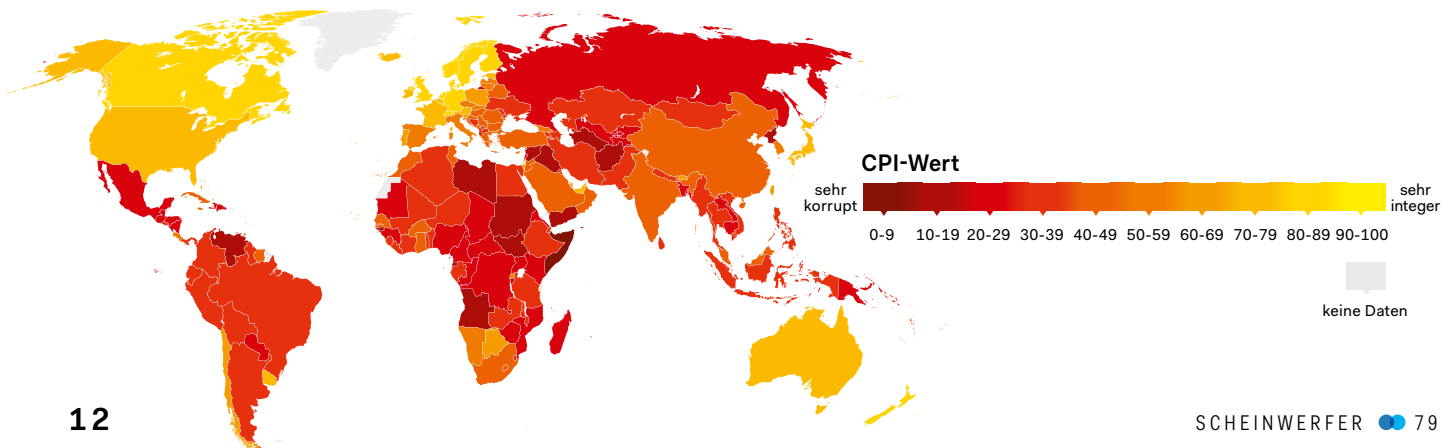 CPI-Wert
sehr
korrupt
sehr
integer
0-9 10-19 20-29 30-39 40-49 50-59 60-69 70-79 80-89 90-100
keine Daten
12
SCHEINWERFER 79